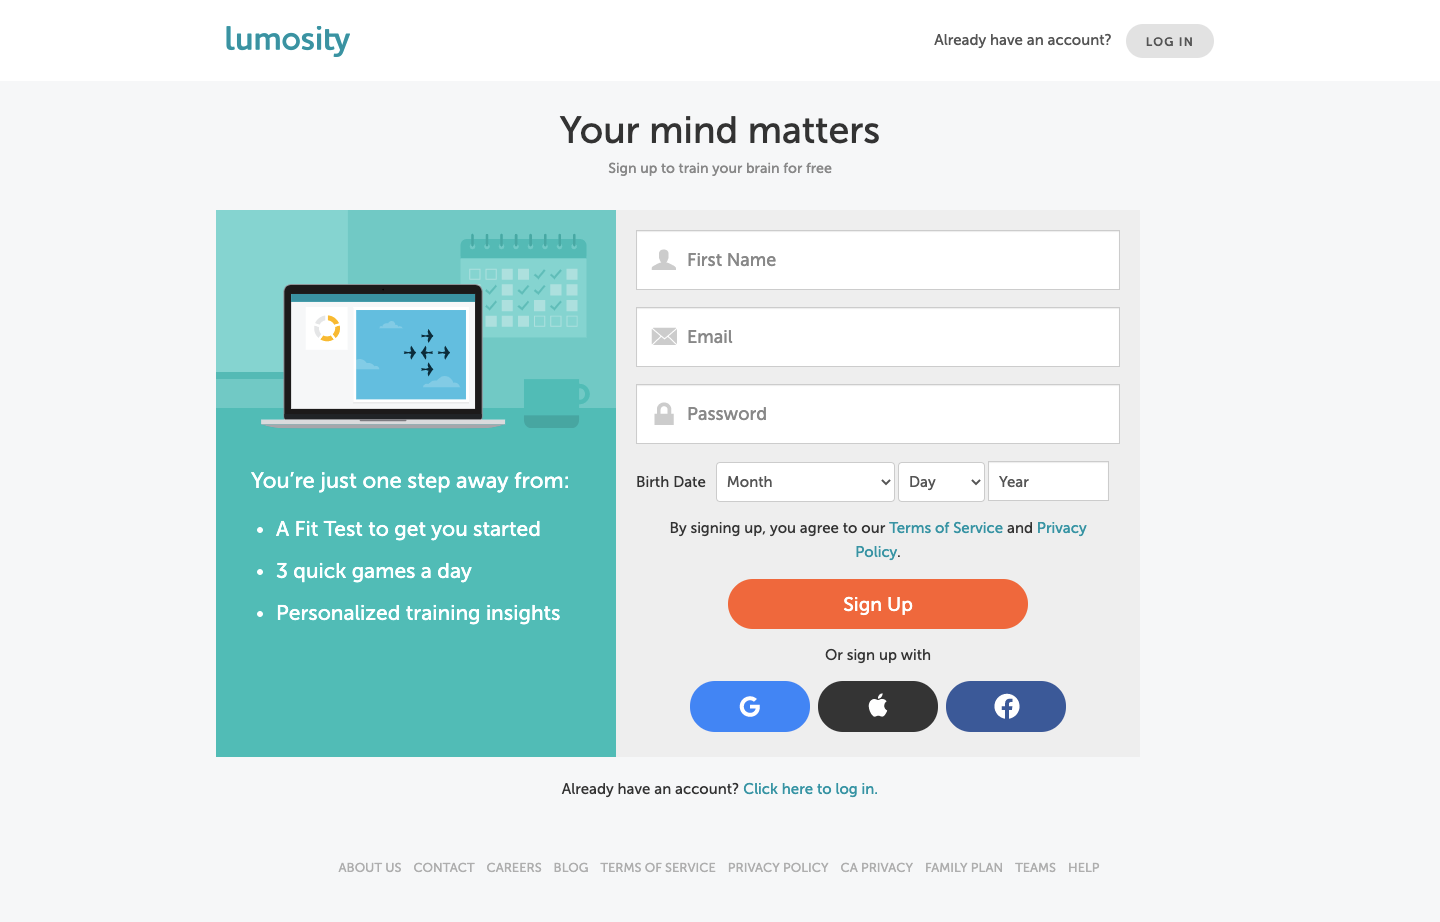 lumosity
Already have an account?
LOG IN
Your mind matters
Sign up to train your brain for free
You're just one step away from:
• A Fit Test to get you started
• 3 quick games a day
• Personalized training insights
First Name
Email
Password
Birth Date Month Day Year
By signing up, you agree to our Terms of Service and Privacy
Policy.
Sign Up
Or sign up with
G
Already have an account? Click here to log in.
ABOUT US CONTACT CAREERS BLOG TERMS OF SERVICE PRIVACY POLICY CA PRIVACY FAMILY PLAN TEAMS HELP